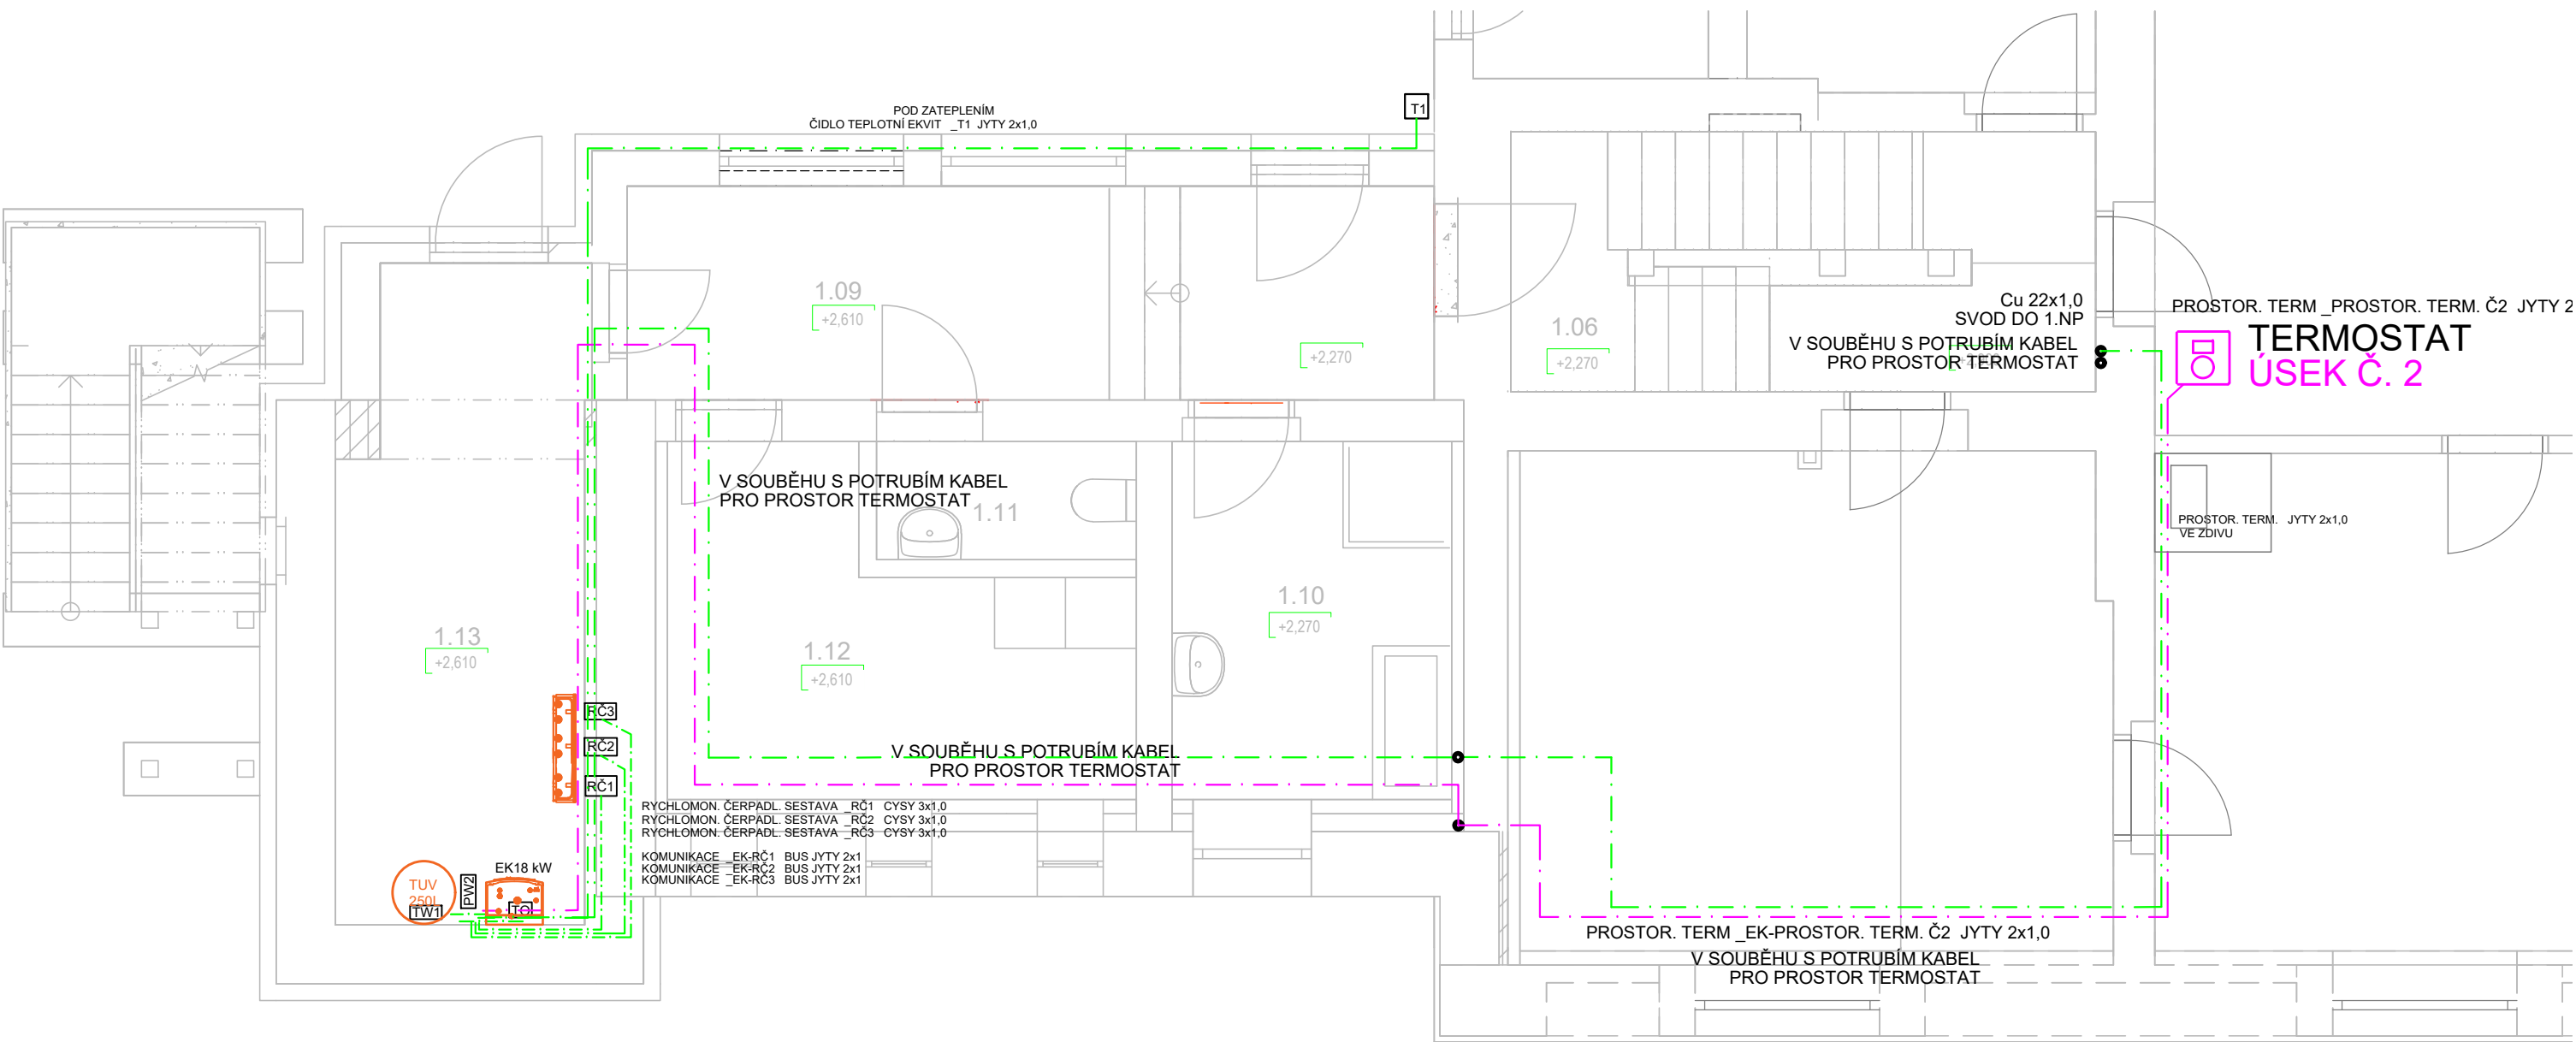 POD ZATEPLENÍM
ČIDLO TEPLOTNÍ EKVIT _T1 JYTY 2x1,0
T1
1.09
+2,610
+2,270
1.06
+2,270
Cu 22x1,0
SVOD DO 1.NP
V SOUBĚHU S POTRUBÍM KABEL
PRO PROSTOR TERMOSTAT
PROSTOR. TERM _PROSTOR. TERM. Č2 JYTY 2
TERMOSTAT
ÚSEK Č. 2
V SOUBĚHU S POTRUBÍM KABEL
PRO PROSTOR TERMOSTAT
1.11
PROSTOR. TERM. JYTY 2x1,0
VE ZDIVU
1.10
+2,270
1.13
+2,610
1.12
+2,610
RČ3
RČ2
RČ1
V SOUBĚHU S POTRUBÍM KABEL
PRO PROSTOR TERMOSTAT
RYCHLOMON. ČERPADL. SESTAVA _RČ1 CYSY 3x1,0
RYCHLOMON. ČERPADL. SESTAVA _RČ2 CYSY 3x1,0
RYCHLOMON. ČERPADL. SESTAVA _RČ3 CYSY 3x1,0
KOMUNIKACE _EK-RČ1 BUS JYTY 2x1
KOMUNIKACE _EK-RČ2 BUS JYTY 2x1
KOMUNIKACE _EK-RČ3 BUS JYTY 2x1
EK18 kW
TUV
250L
TW1
PW2
TO
PROSTOR. TERM _EK-PROSTOR. TERM. Č2 JYTY 2x1,0
V SOUBĚHU S POTRUBÍM KABEL
PRO PROSTOR TERMOSTAT